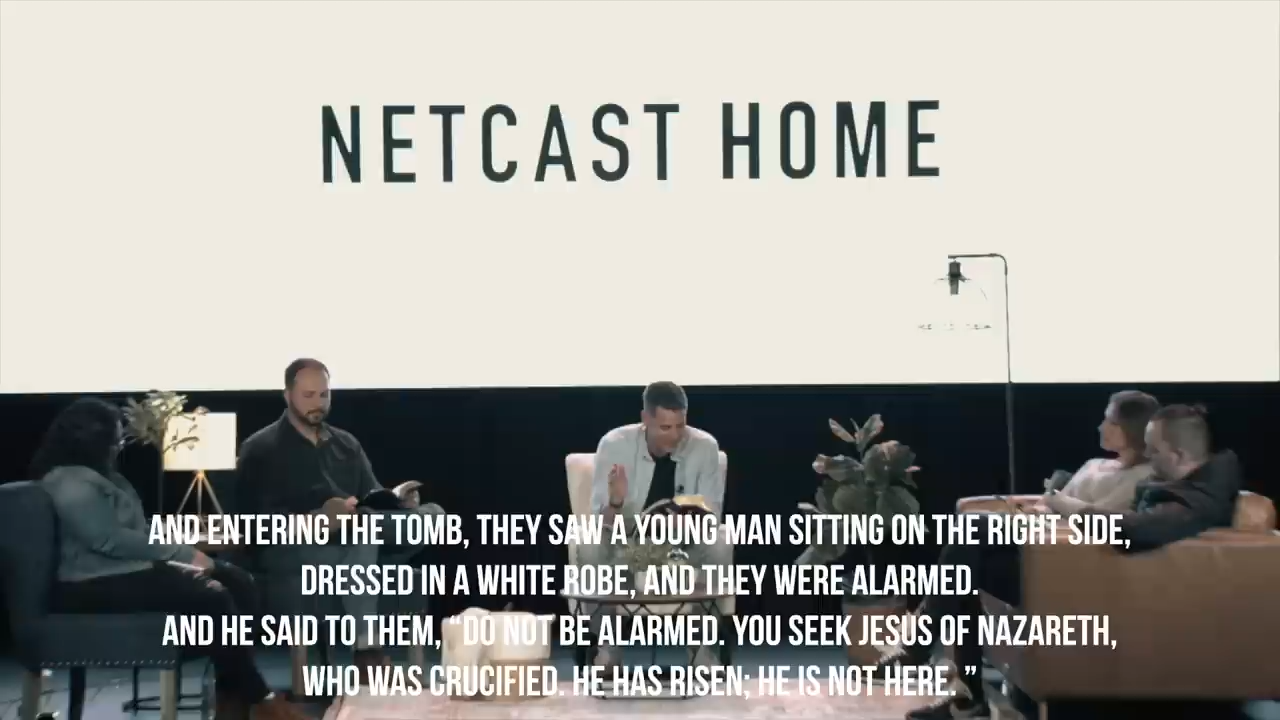 NETCAST HOME
AND ENTERING THE TOMB, THEY SAW A YOUNG MAN SITTING ON THE RIGHT SIDE,
DRESSED IN A WHITE ROBE, AND THEY WERE ALARMED.
AND HE SAID TO THEM, “DO NOT BE ALARMED. YOU SEEK JESUS OF NAZARETH,
WHO WAS CRUCIFIED. HE HAS RISEN; HE IS NOT HERE. ”